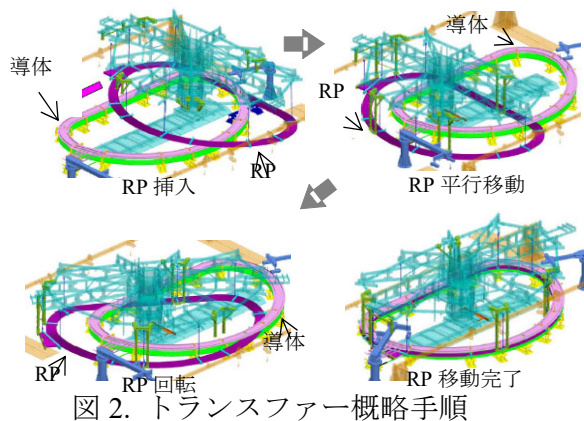 導体
RP
RP 挿入
導体
RP
RP 平行移動
RP
導体
RP 回転
RP 移動完了
図 2. トランスファー概略手順